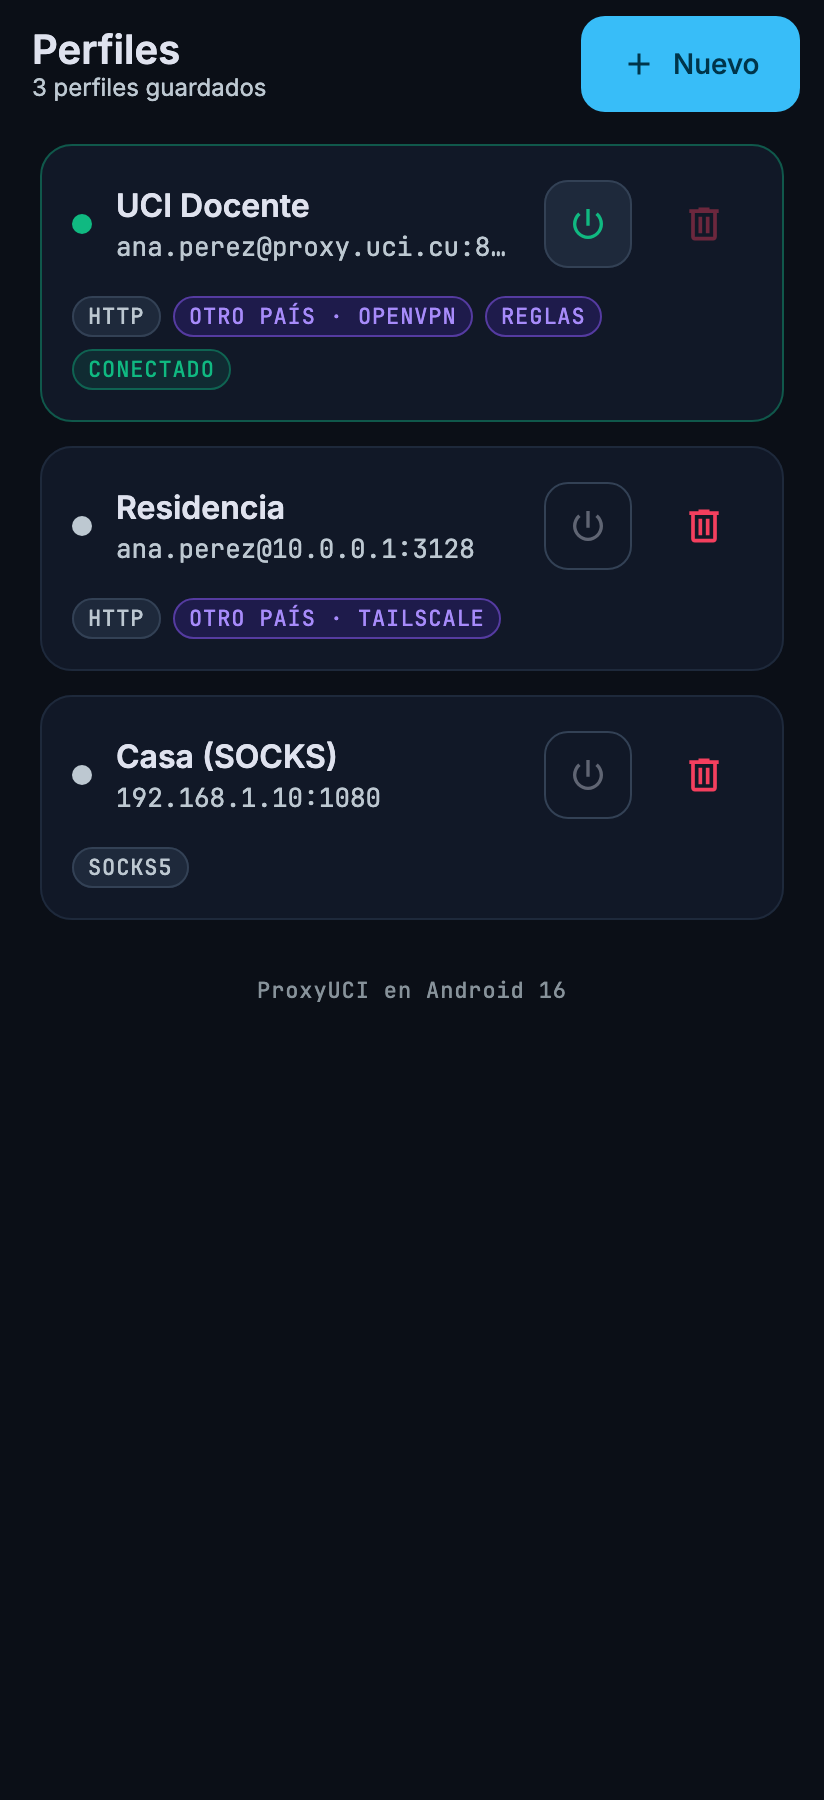 Perfiles
3 perfiles guardados
+ Nuevo
UCI Docente
ana.perez@proxy.uci.cu:8…
HTTP
OTRO PAÍS · OPENVPN
REGLAS
CONECTADO
Residencia
ana.perez@10.0.0.1:3128
HTTP
OTRO PAÍS · TAILSCALE
Casa (SOCKS)
192.168.1.10:1080
SOCKS5
ProxyUCI en Android 16